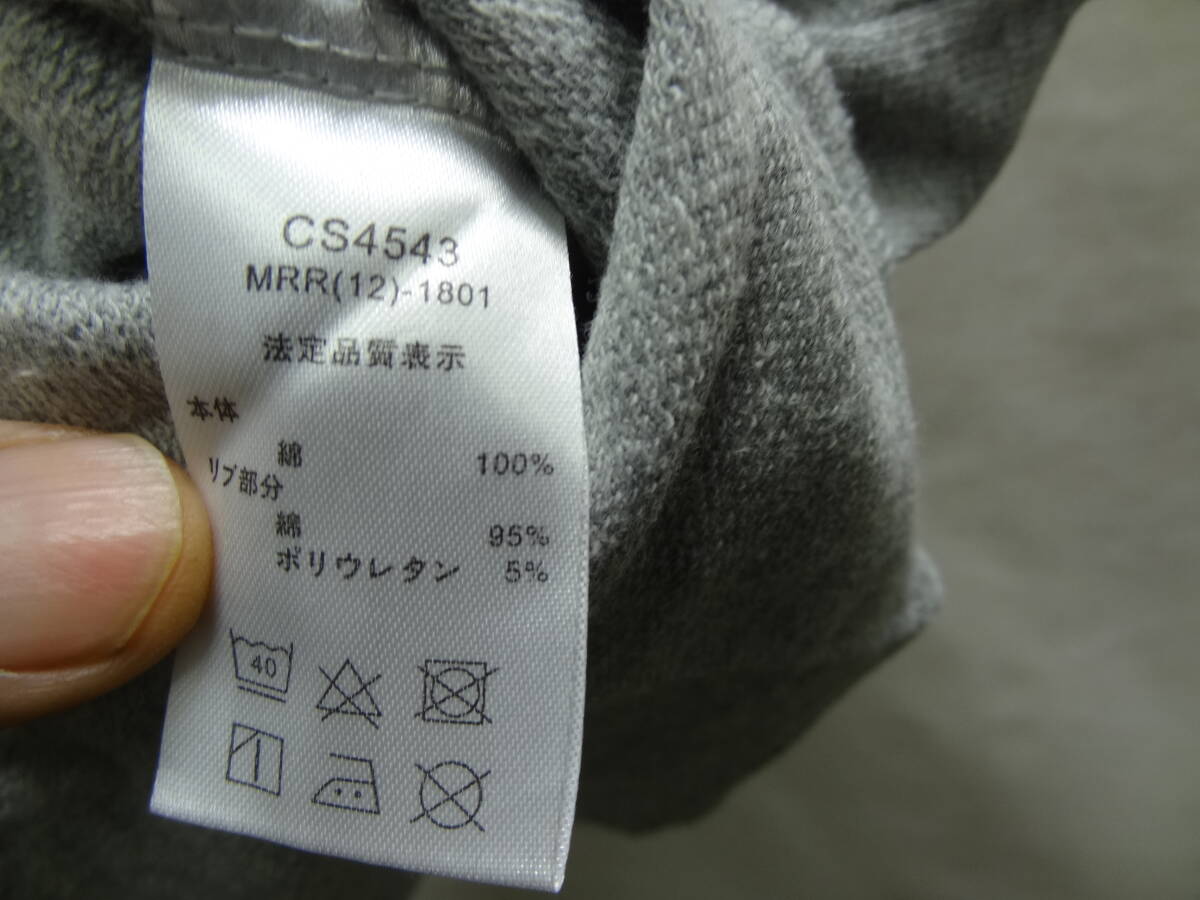 CS4543
MRR(12)-1801
法定品質表示
本体
綿 100%
リブ部分
綿 95%
ポリウレタン 5%
40